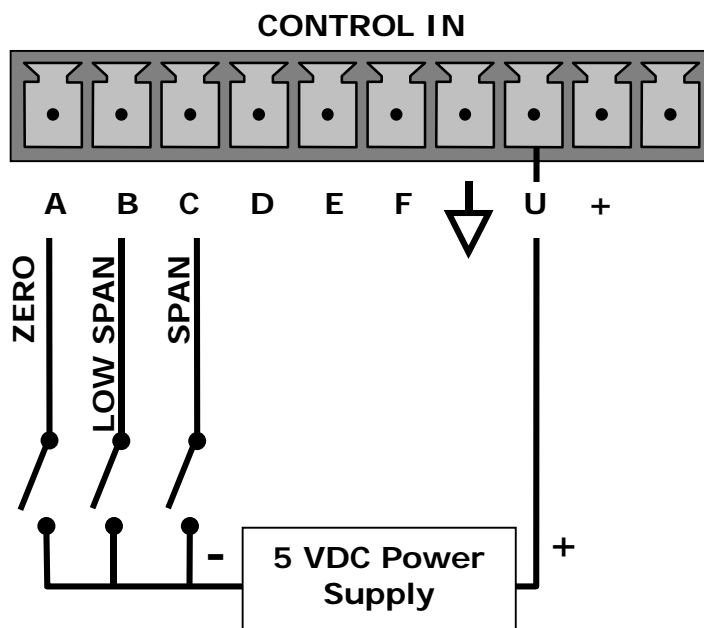 CONTROL IN
A B C D E F U +
ZERO
LOW SPAN
SPAN
- +
5 VDC Power
Supply